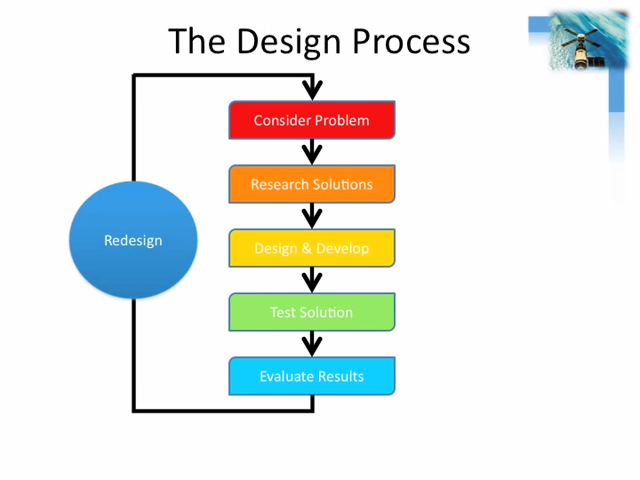 The Design Process
Consider Problem
Research Solutions
Design & Develop
Test Solution
Evaluate Results
Redesign